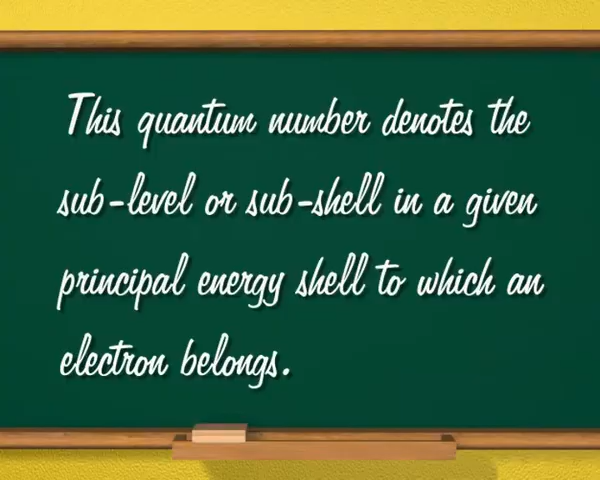 This quantum number denotes the
sub-level or sub-shell in a given
principal energy shell to which an
electron belongs.